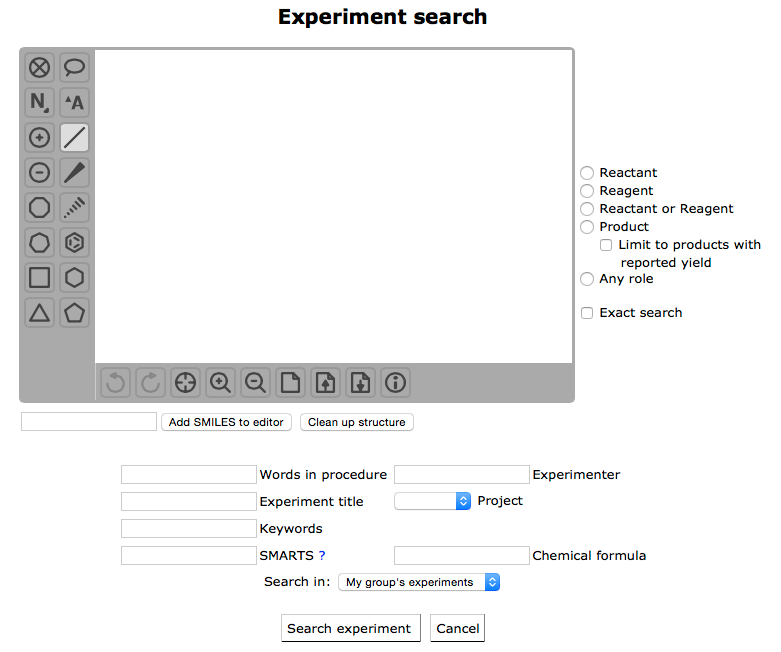 Experiment search
N
A
Reactant
Reagent
Reactant or Reagent
Product
Limit to products with
reported yield
Any role
Exact search
Add SMILES to editor Clean up structure
Words in procedure Experimenter
Experiment title Project
Keywords
SMARTS ? Chemical formula
Search in: My group's experiments
Search experiment Cancel